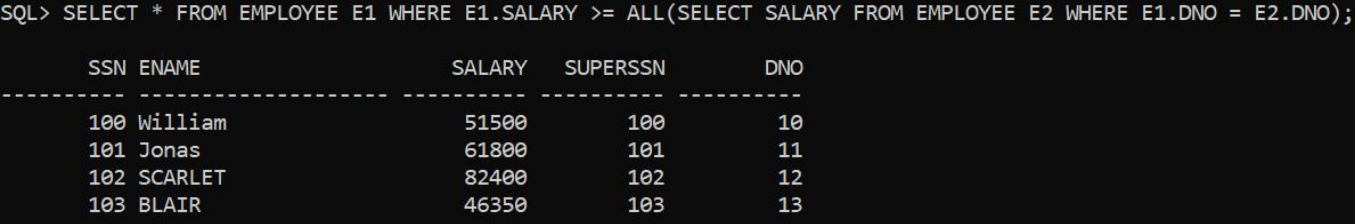 SQL> SELECT * FROM EMPLOYEE E1 WHERE E1.SALARY >= ALL(SELECT SALARY FROM EMPLOYEE E2 WHERE E1.DNO = E2.DNO);
SSN ENAME SALARY SUPERSSN DNO
---------- -------------------- ---------- ---------- ----------
100 William 51500 100 10
101 Jonas 61800 101 11
102 SCARLET 82400 102 12
103 BLAIR 46350 103 13